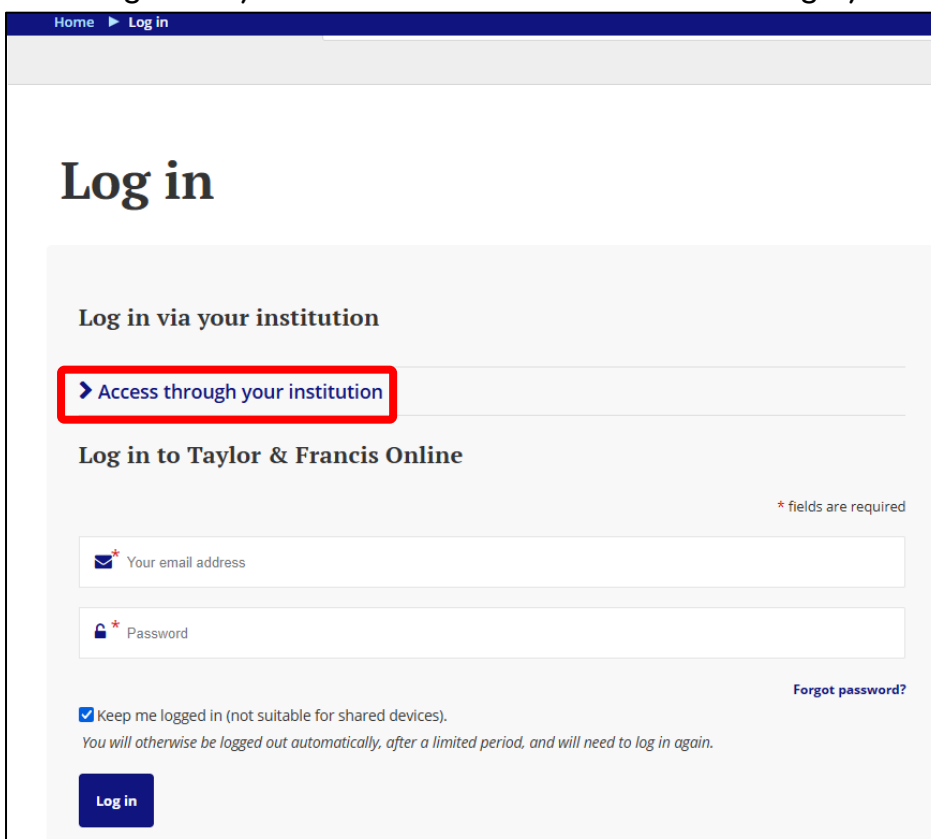 Home ▶ Log in
Log in
Log in via your institution
Access through your institution
Log in to Taylor & Francis Online
* fields are required
* Your email address
* Password
Forgot password?
Keep me logged in (not suitable for shared devices).
You will otherwise be logged out automatically, after a limited period, and will need to log in again.
Log in